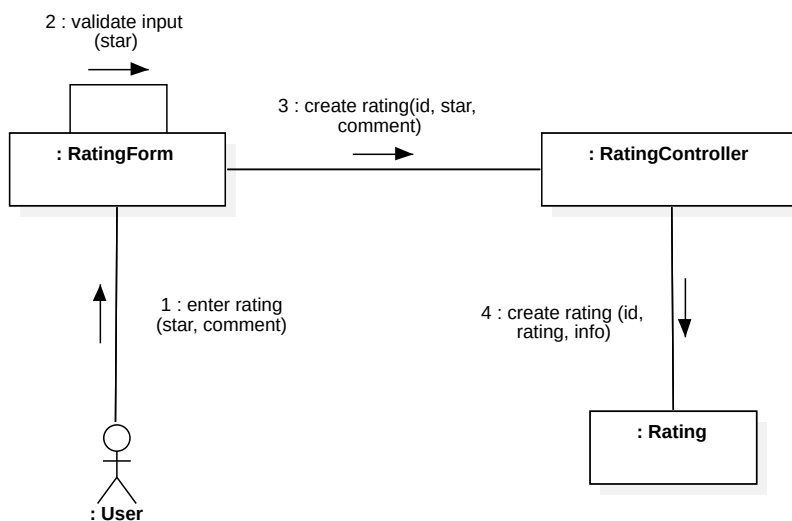 2 : validate input
(star)
3 : create rating(id, star,
comment)
: RatingForm
: RatingController
1 : enter rating
(star, comment)
4 : create rating (id,
rating, info)
: Rating
: User